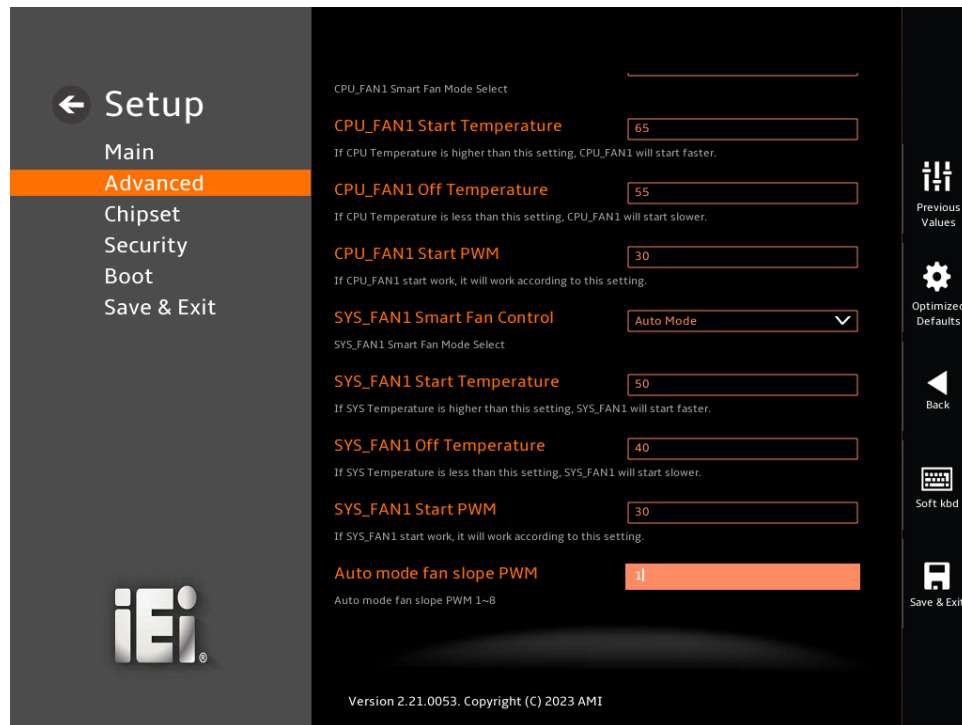 Setup
Main
Advanced
Chipset
Security
Boot
Save & Exit
CPU_FAN1 Smart Fan Mode Select
CPU_FAN1 Start Temperature 65
If CPU Temperature is higher than this setting, CPU_FAN1 will start faster.
CPU_FAN1 Off Temperature 55
If CPU Temperature is less than this setting, CPU_FAN1 will start slower.
CPU_FAN1 Start PWM 30
If CPU_FAN1 start work, it will work according to this setting.
SYS_FAN1 Smart Fan Control Auto Mode
SYS_FAN1 Smart Fan Mode Select
SYS_FAN1 Start Temperature 50
If SYS Temperature is higher than this setting, SYS_FAN1 will start faster.
SYS_FAN1 Off Temperature 40
If SYS Temperature is less than this setting, SYS_FAN1 will start slower.
SYS_FAN1 Start PWM 30
If SYS_FAN1 start work, it will work according to this setting.
Auto mode fan slope PWM 1
Auto mode fan slope PWM 1~8
Version 2.21.0053. Copyright (C) 2023 AMI
iEi®
Previous
Values
Optimized
Defaults
Back
Soft kbd
Save & Exit